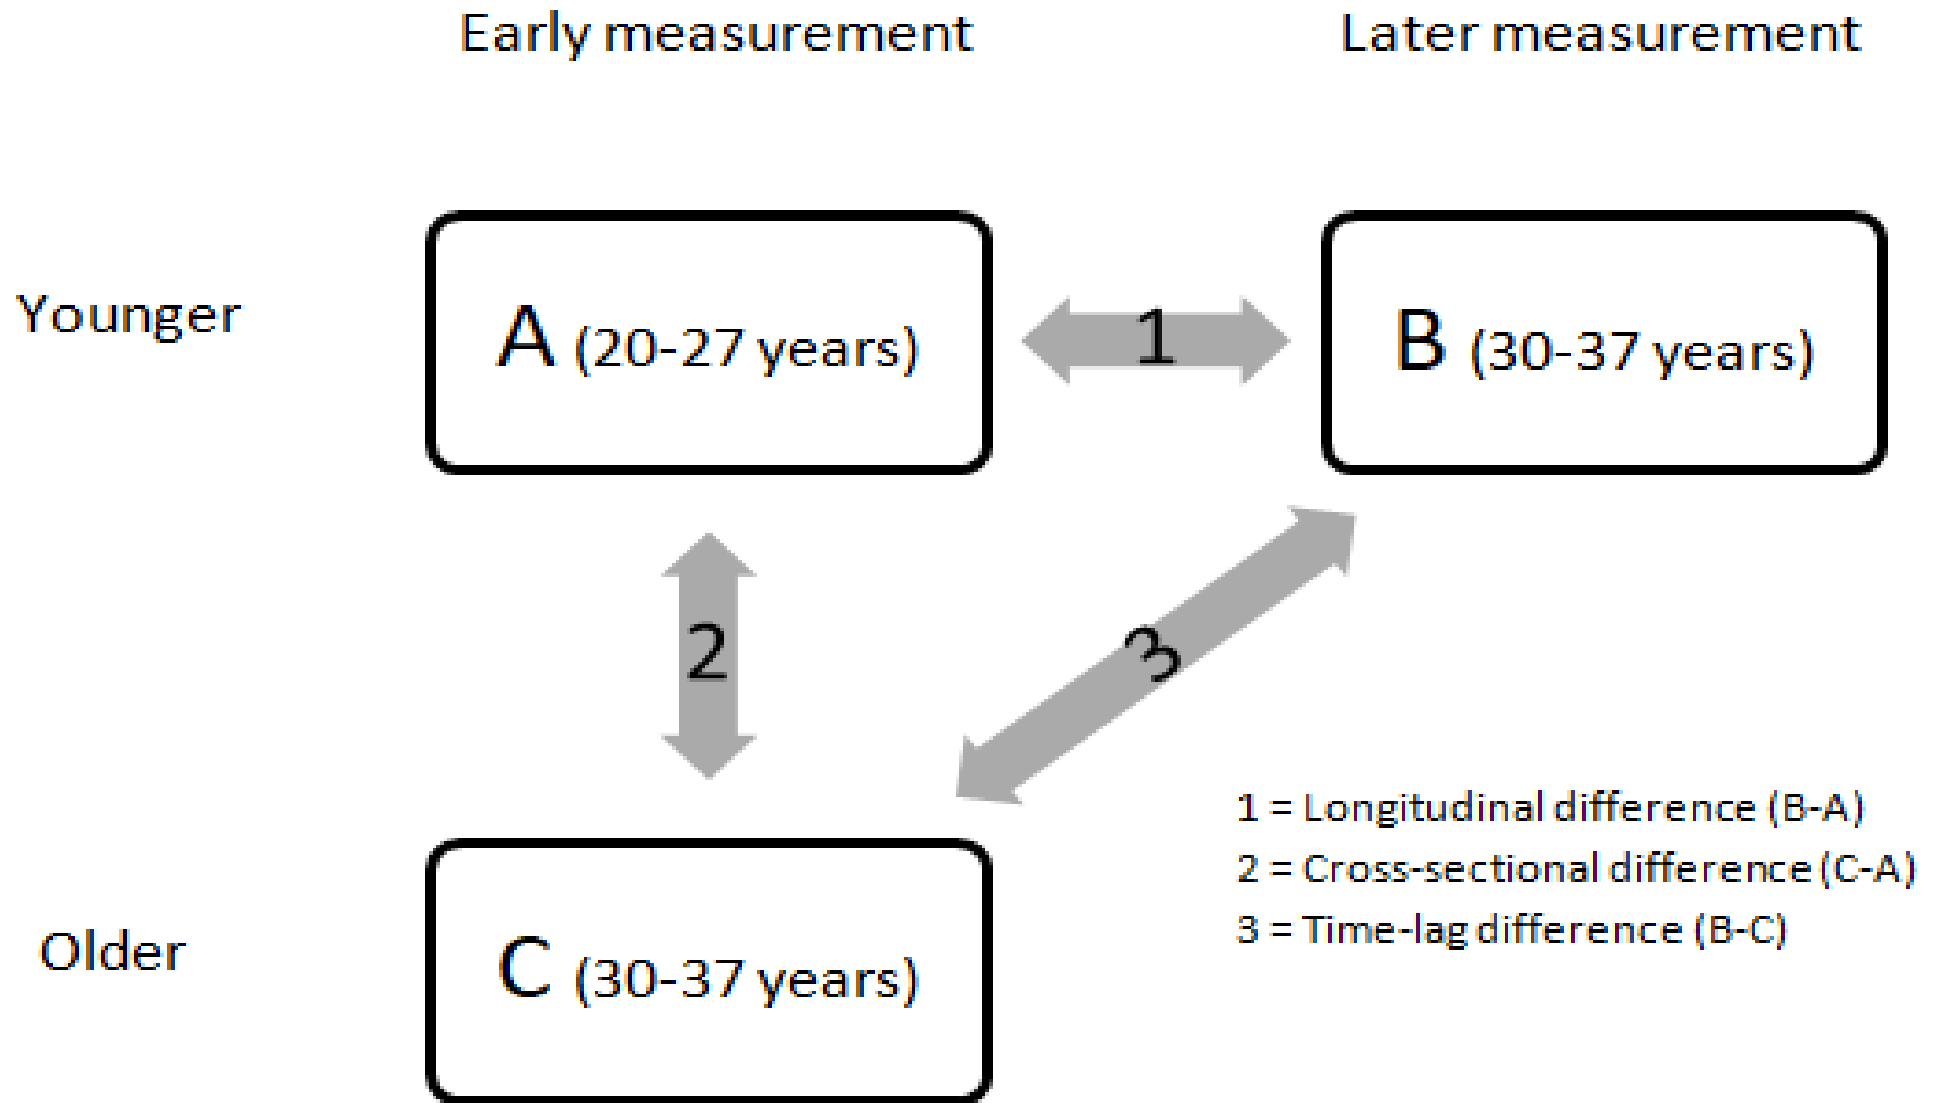 Early measurement
Later measurement
Younger
A (20-27 years)
1
B (30-37 years)
2
3
1 = Longitudinal difference (B-A)
2 = Cross-sectional difference (C-A)
3 = Time-lag difference (B-C)
Older
C (30-37 years)